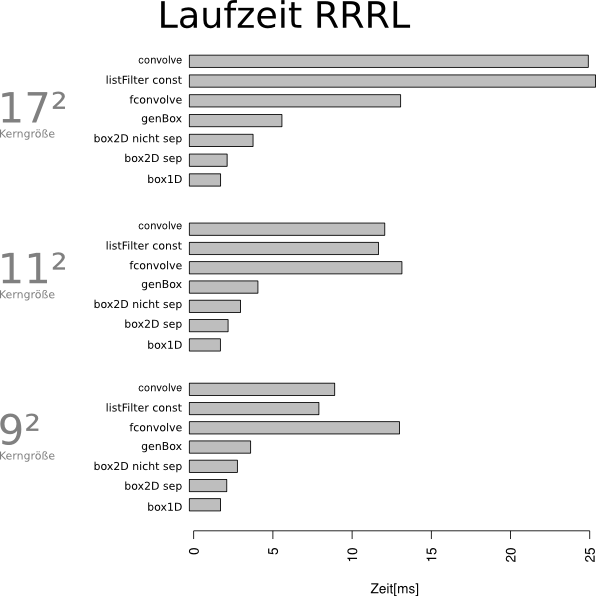 Laufzeit RRRL
17²
Kerngröße
convolve
listFilter const
fconvolve
genBox
box2D nicht sep
box2D sep
box1D
11²
Kerngröße
convolve
listFilter const
fconvolve
genBox
box2D nicht sep
box2D sep
box1D
9²
Kerngröße
convolve
listFilter const
fconvolve
genBox
box2D nicht sep
box2D sep
box1D
0 5 10 15 20 25
Zeit[ms]